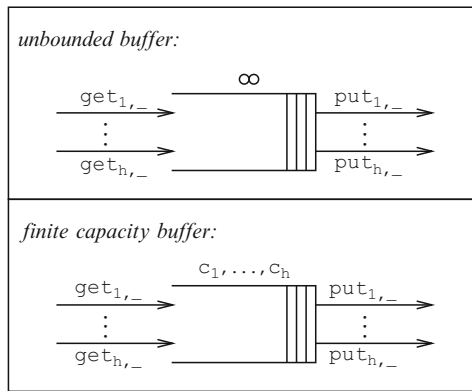 unbounded buffer:
∞
get₁,_ put₁,_
⋮ ⋮
getₕ,_ putₕ,_
finite capacity buffer:
c₁,...,cₕ
get₁,_ put₁,_
⋮ ⋮
getₕ,_ putₕ,_